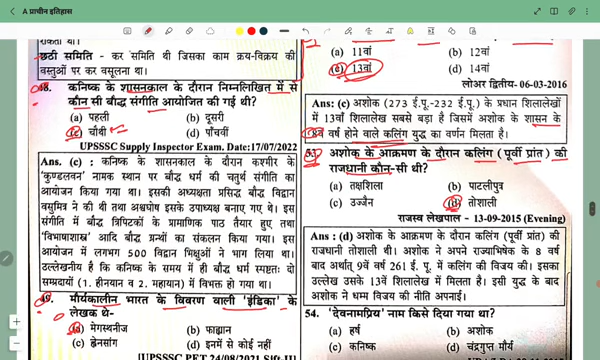 A प्राचीन इतिहास
छठी समिति - कर समिति थी जिसका काम क्रय-विक्रय की
वस्तुओं पर कर वसूलना था।
48. कनिष्क के शासनकाल के दौरान निम्नलिखित में से
कौन सी बौद्ध संगीति आयोजित की गई थी?
(a) पहली (b) दूसरी
(c) चौथी (d) पाँचवीं
UPSSSC Supply Inspector Exam. Date:17/07/2022
Ans. (c) : कनिष्क के शासनकाल के दौरान कश्मीर के
'कुण्डलवन' नामक स्थान पर बौद्ध धर्म की चतुर्थ संगीति का
आयोजन किया गया था। इसकी अध्यक्षता प्रसिद्ध बौद्ध विद्वान
वसुमित्र ने की थी तथा अश्वघोष इसके उपाध्यक्ष बनाए गए थे। इस
संगीति में बौद्ध त्रिपिटकों के प्रामाणिक पाठ तैयार हुए तथा
'विभाषाशास्त्र' आदि बौद्ध ग्रन्थों का संकलन किया गया। इस
आयोजन में लगभग 500 विद्वान भिक्षुओं ने भाग लिया था।
उल्लेखनीय है कि कनिष्क के समय में ही बौद्ध धर्म स्पष्टतः दो
सम्प्रदायों (1. हीनयान व 2. महायान) में विभक्त हो गया था।
49. मौर्यकालीन भारत के विवरण वाली 'इंडिका' के
लेखक थे-
(a) मेगस्थनीज (b) फाह्यान
(c) ह्वेनसांग (d) इनमें से कोई नहीं
UPSSSC PET 24/08/2021 Sift-II
(a) 11वां (b) 12वां
(c) 13वां (d) 14वां
लोअर द्वितीय- 06-03-2016
Ans: (c) अशोक (273 ई.पू.-232 ई.पू.) के प्रधान शिलालेखों
में 13वाँ शिलालेख सबसे बड़ा है जिसमें अशोक के शासन के
8वें वर्ष होने वाले कलिंग युद्ध का वर्णन मिलता है।
53. अशोक के आक्रमण के दौरान कलिंग (पूर्वी प्रांत) की
राजधानी कौन-सी थी?
(a) तक्षशिला (b) पाटलीपुत्र
(c) उज्जैन (d) तोशाली
राजस्व लेखपाल - 13-09-2015 (Evening)
Ans : (d) अशोक के आक्रमण के दौरान कलिंग (पूर्वी प्रांत) की
राजधानी तोशाली थी। अशोक ने अपने राज्याभिषेक के 8 वर्ष
बाद अर्थात् 9वें वर्ष 261 ई. पू. में कलिंग की विजय की। इसका
उल्लेख उसके 13वें शिलालेख में मिलता है। इसी युद्ध के बाद
अशोक ने धम्म विजय की नीति अपनाई।
54. 'देवनामप्रिय' नाम किसे दिया गया था?
(a) हर्ष (b) अशोक
(c) कनिष्क (d) चंद्रगुप्त मौर्य